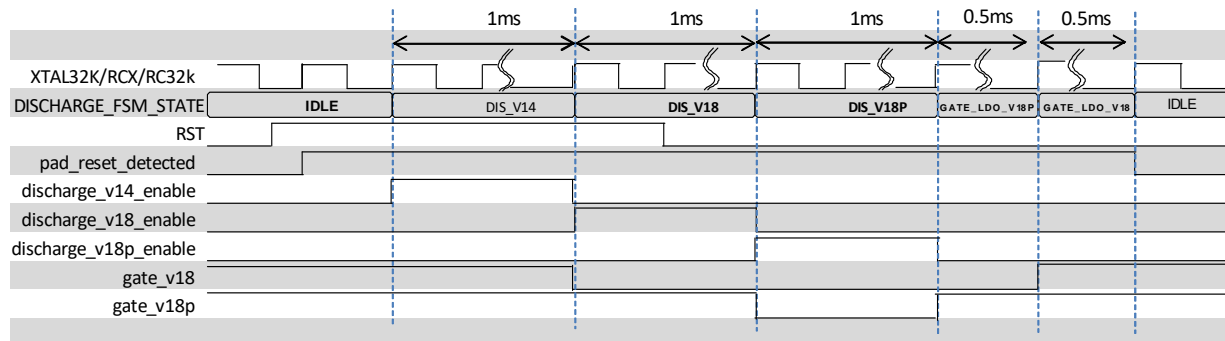 1ms 1ms 1ms 0.5ms 0.5ms
XTAL32K/RCX/RC32k
DISCHARGE_FSM_STATE IDLE DIS_V14 DIS_V18 DIS_V18P GATE_LDO_V18P GATE_LDO_V18 IDLE
RST
pad_reset_detected
discharge_v14_enable
discharge_v18_enable
discharge_v18p_enable
gate_v18
gate_v18p